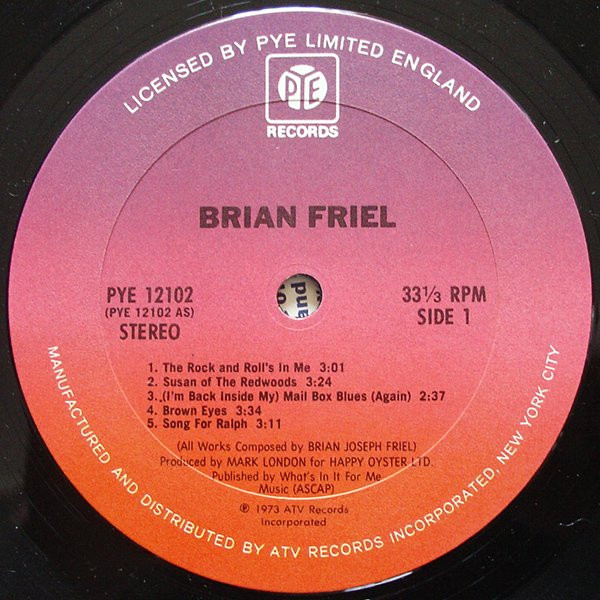 LICENSED BY PYE LIMITED ENGLAND
PYE
RECORDS
BRIAN FRIEL
PYE 12102
(PYE 12102 AS)
STEREO
and
33⅓ RPM
SIDE 1
1. The Rock and Roll's in Me 3:01
2. Susan of The Redwoods 3:24
3. (I'm Back Inside My) Mail Box Blues (Again) 2:37
4. Brown Eyes 3:34
5. Song For Ralph 3:11
(All Works Composed by BRIAN JOSEPH FRIEL)
Produced by MARK LONDON for HAPPY OYSTER LTD.
Published by What's In It For Me
Music (ASCAP)
℗ 1973 ATV Records
Incorporated
MANUFACTURED AND DISTRIBUTED BY ATV RECORDS INCORPORATED, NEW YORK CITY